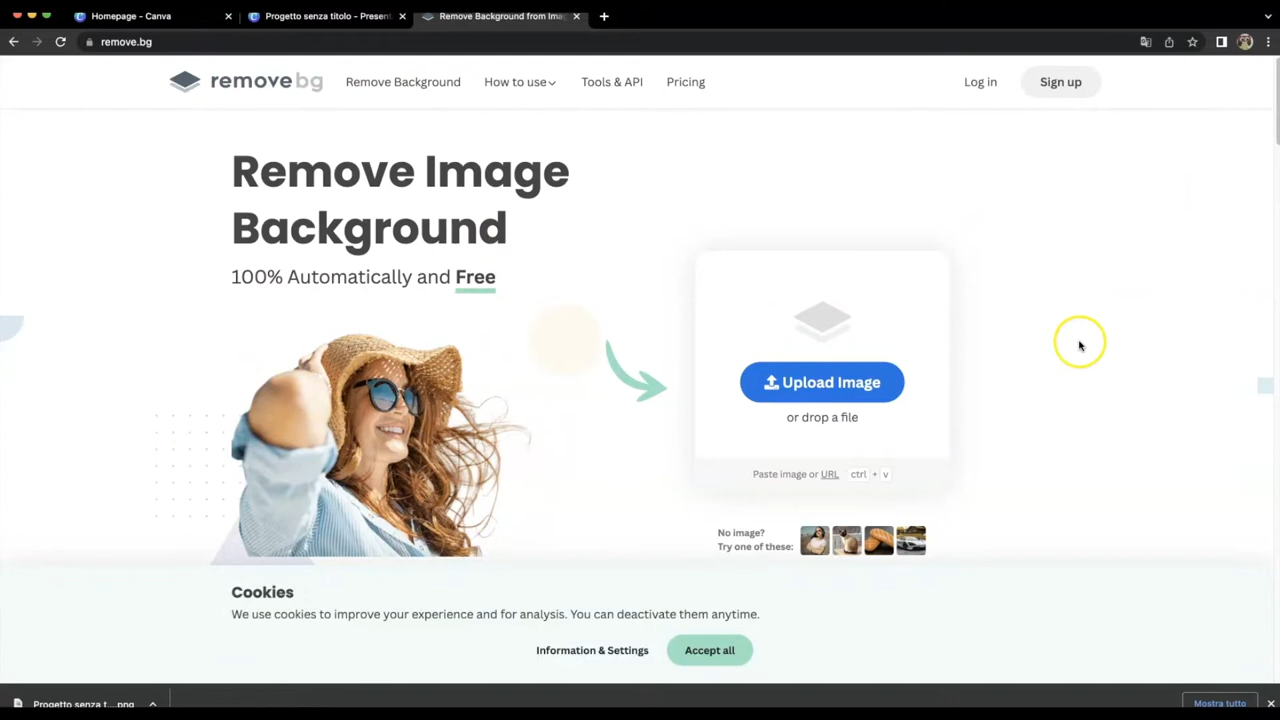 Homepage - Canva
Progetto senza titolo - Present
Remove Background from Imag
remove.bg
removebg
Remove Background
How to use
Tools & API
Pricing
Log in
Sign up
Remove Image
Background
100% Automatically and Free
Upload Image
or drop a file
Paste image or URL ctrl + v
No image?
Try one of these:
Cookies
We use cookies to improve your experience and for analysis. You can deactivate them anytime.
Information & Settings
Accept all
Progetto senza t....png
Mostra tutto